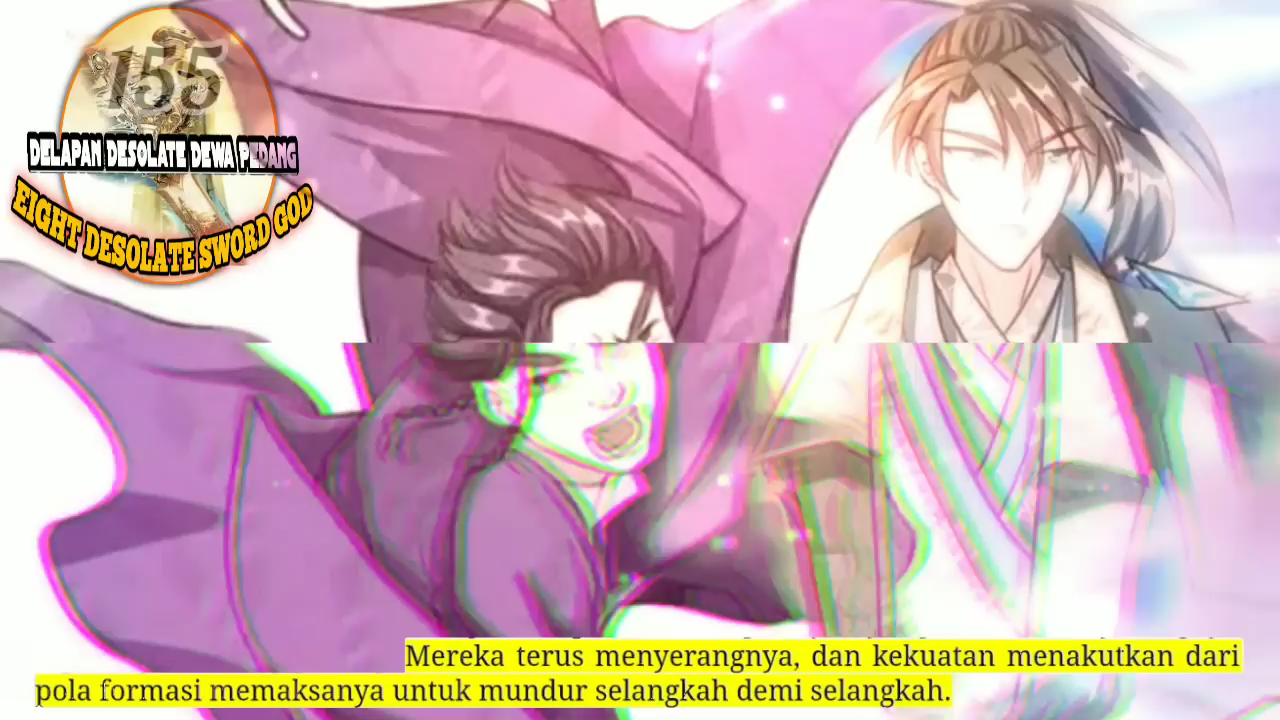 155
DELAPAN DESOLATE DEWA PEDANG
EIGHT DESOLATE SWORD GOD
Mereka terus menyerangnya, dan kekuatan menakutkan dari
pola formasi memaksanya untuk mundur selangkah demi selangkah.